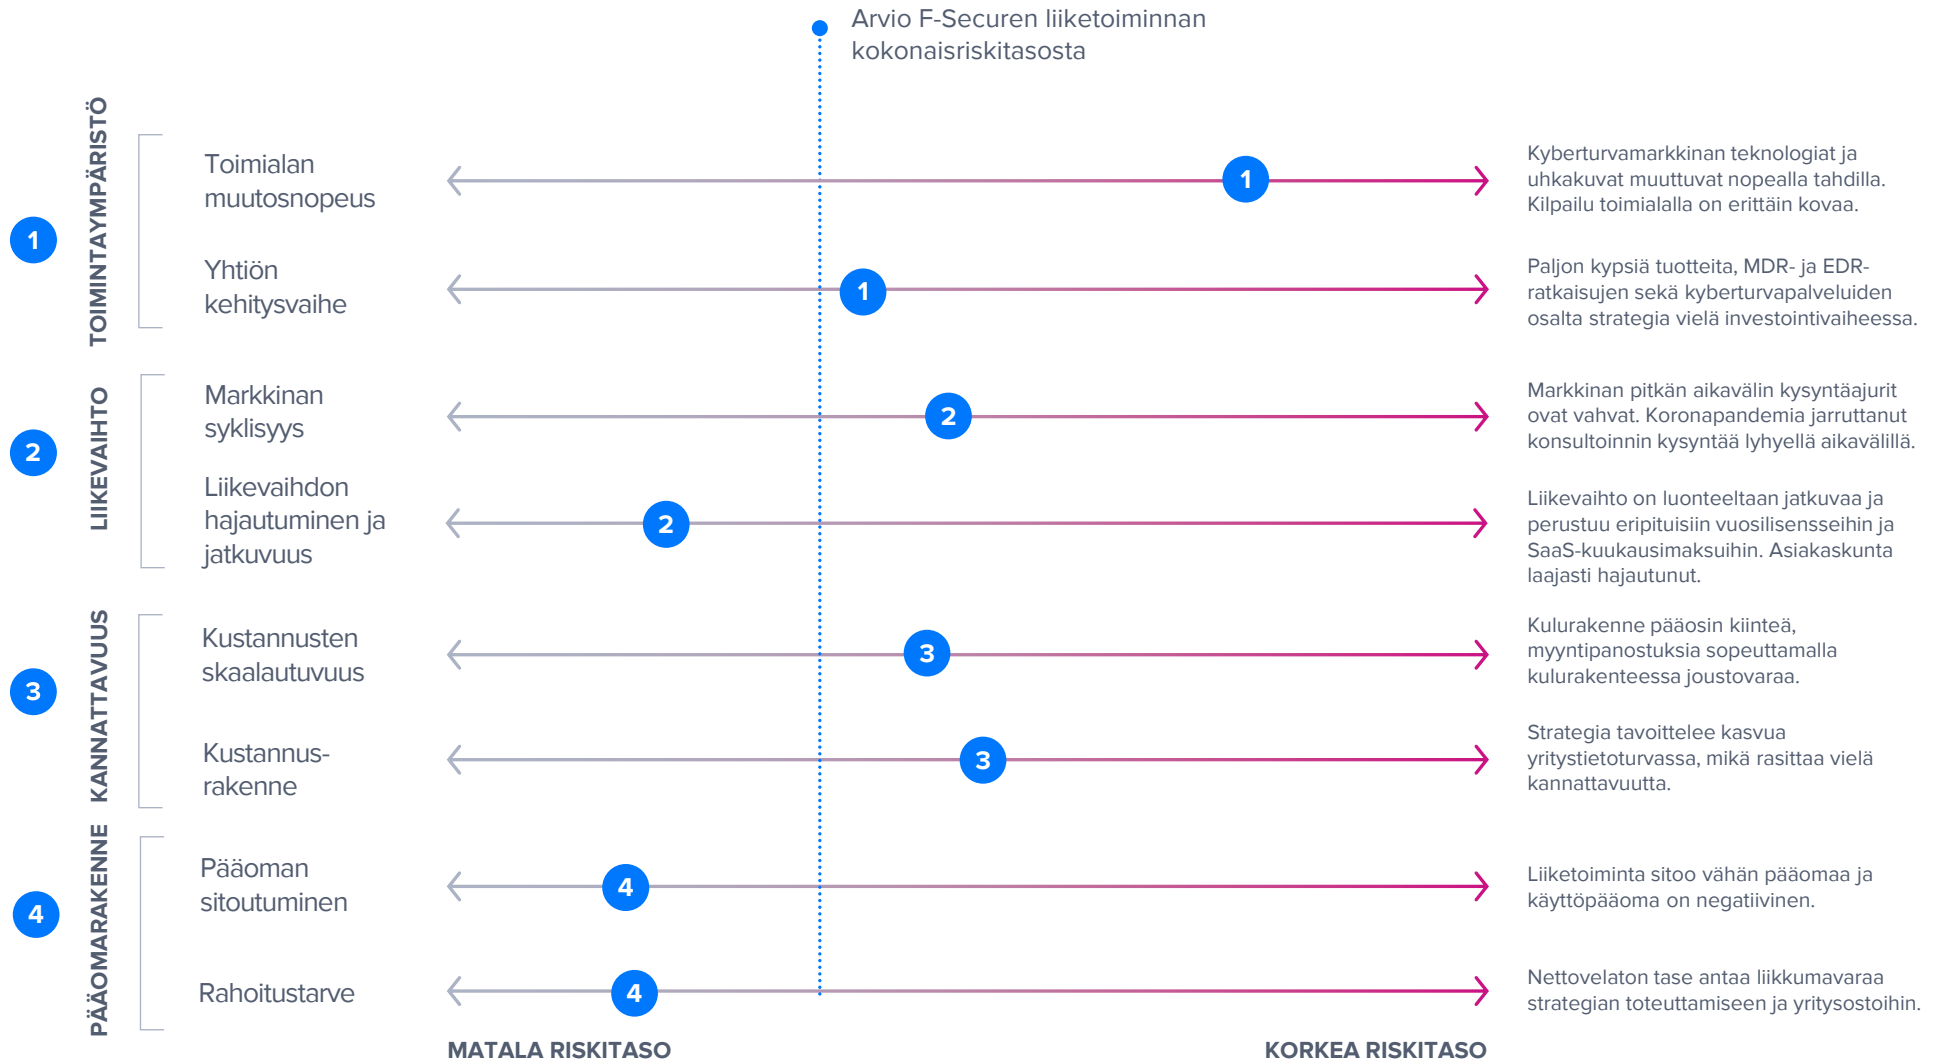 Arvio F-Securen liiketoiminnan
kokonaisriskitasosta
1
TOIMINTAYMPÄRISTÖ
Toimialan
muutosnopeus
1
Kyberturvamarkkinan teknologiat ja
uhkakuvat muuttuvat nopealla tahdilla.
Kilpailu toimialalla on erittäin kovaa.
Yhtiön
kehitysvaihe
1
Paljon kypsiä tuotteita, MDR- ja EDR-
ratkaisujen sekä kyberturvapalveluiden
osalta strategia vielä investointivaiheessa.
2
LIIKEVAIHTO
Markkinan
syklisyys
2
Markkinan pitkän aikavälin kysyntäajurit
ovat vahvat. Koronapandemia jarruttanut
konsultoinnin kysyntää lyhyellä aikavälillä.
Liikevaihdon
hajautuminen ja
jatkuvuus
2
Liikevaihto on luonteeltaan jatkuvaa ja
perustuu eripituisiin vuosilisensseihin ja
SaaS-kuukausimaksuihin. Asiakaskunta
laajasti hajautunut.
3
KANNATTAVUUS
Kustannusten
skaalautuvuus
3
Kulurakenne pääosin kiinteä,
myyntipanostuksia sopeuttamalla
kulurakenteessa joustovaraa.
Kustannus-
rakenne
3
Strategia tavoittelee kasvua
yritystietoturvassa, mikä rasittaa vielä
kannattavuutta.
4
PÄÄOMARAKENNE
Pääoman
sitoutuminen
4
Liiketoiminta sitoo vähän pääomaa ja
käyttöpääoma on negatiivinen.
Rahoitustarve
4
Nettovelaton tase antaa liikkumavaraa
strategian toteuttamiseen ja yritysostoihin.
MATALA RISKITASO
KORKEA RISKITASO